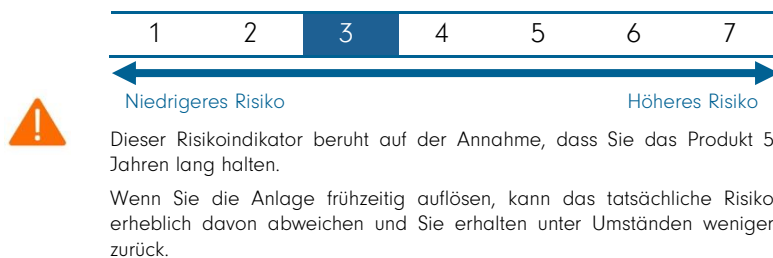 1 2 3 4 5 6 7
Niedrigeres Risiko Höheres Risiko
Dieser Risikoindikator beruht auf der Annahme, dass Sie das Produkt 5
Jahren lang halten.
Wenn Sie die Anlage frühzeitig auflösen, kann das tatsächliche Risiko
erheblich davon abweichen und Sie erhalten unter Umständen weniger
zurück.